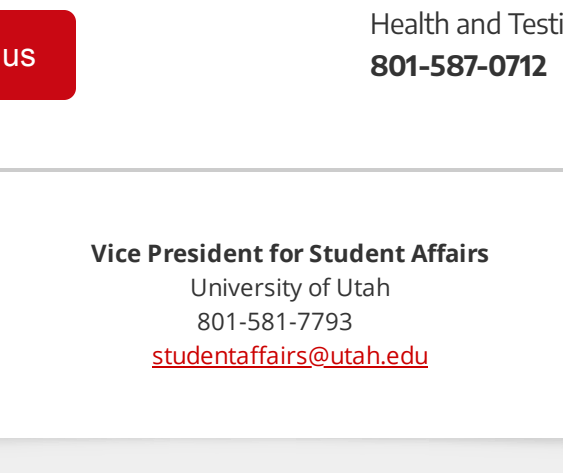 us
Health and Testi
801-587-0712
Vice President for Student Affairs
University of Utah
801-581-7793
studentaffairs@utah.edu